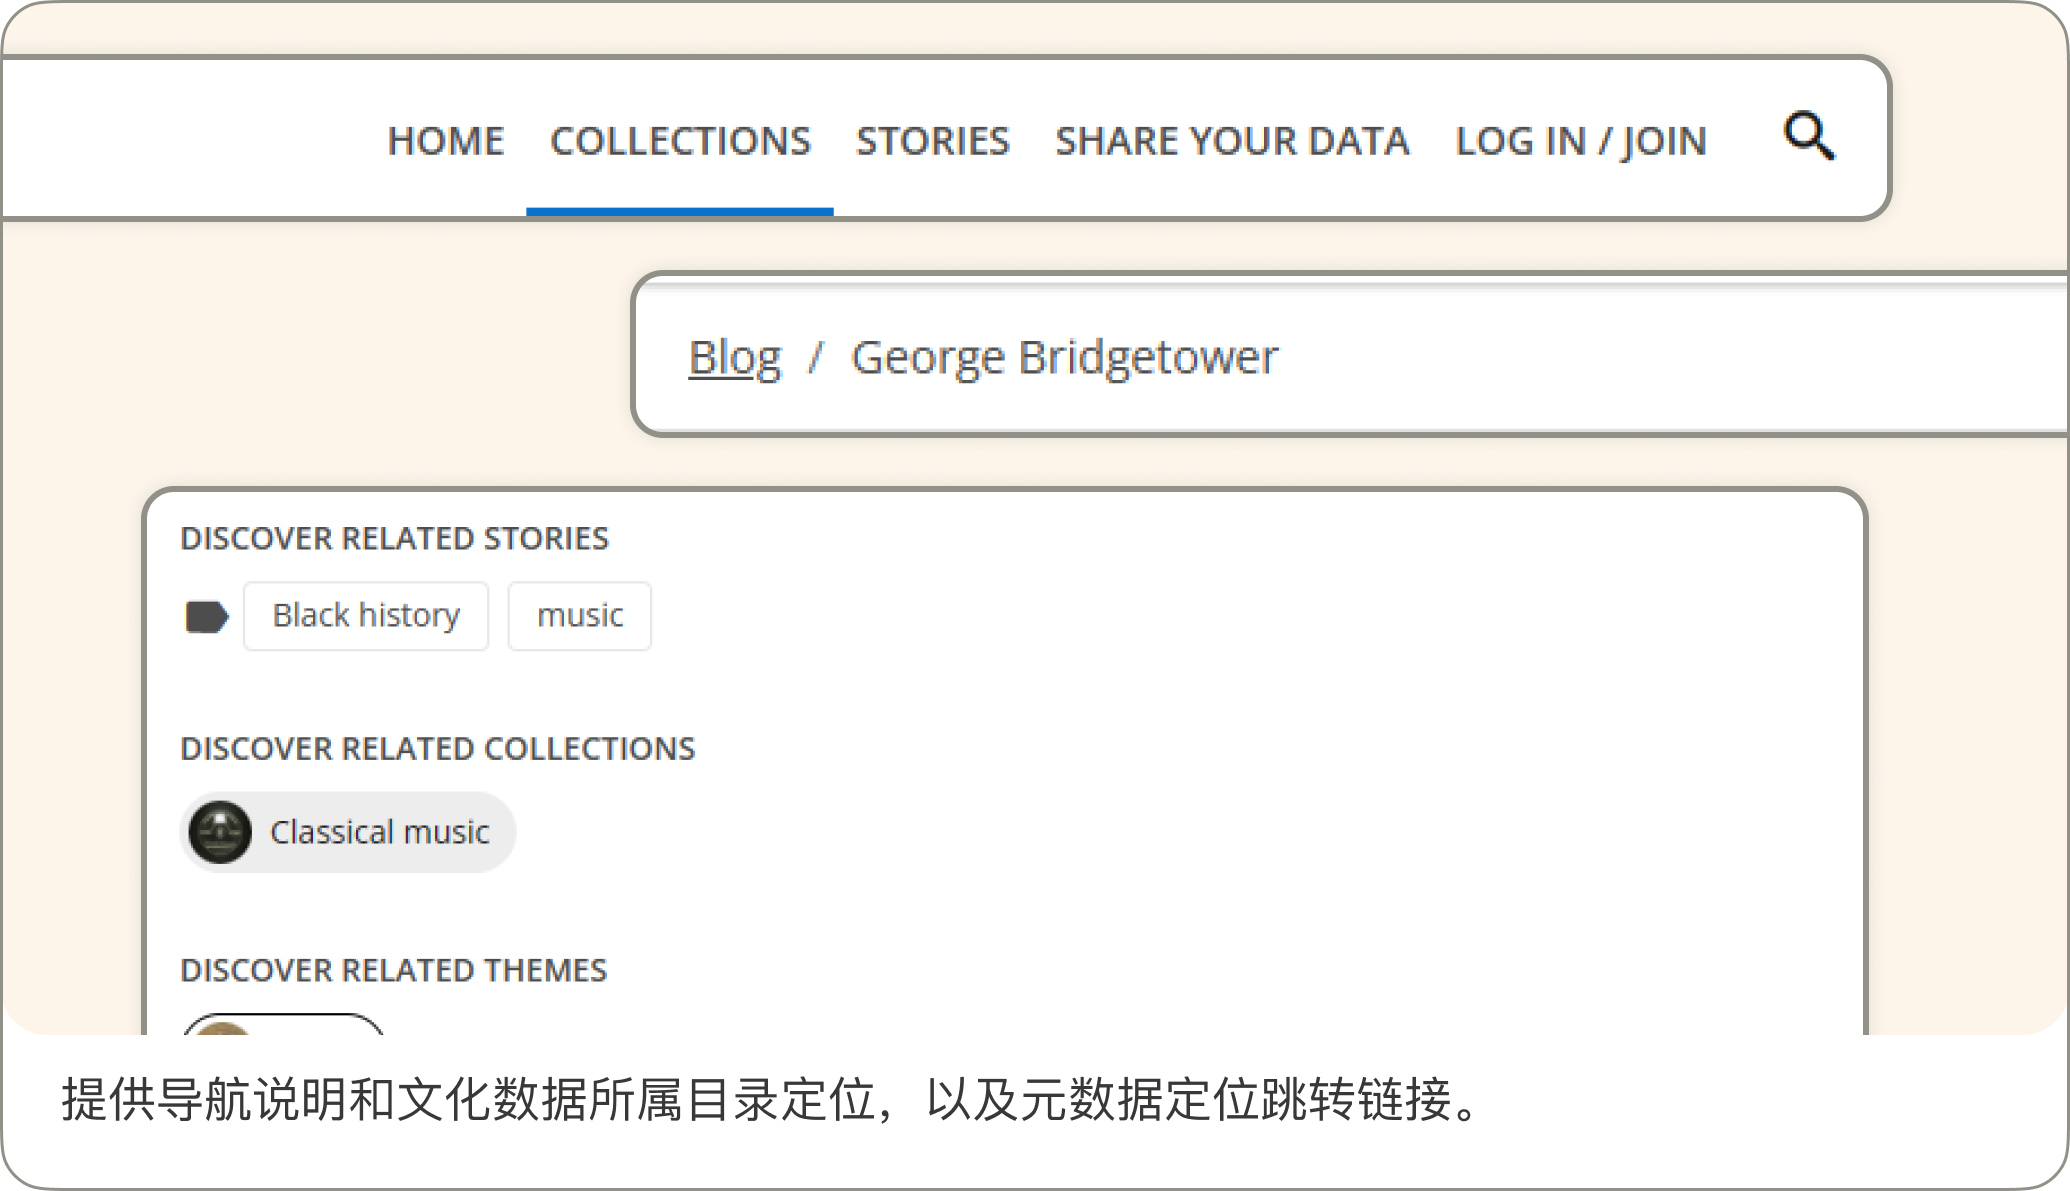 HOME COLLECTIONS STORIES SHARE YOUR DATA LOG IN / JOIN
Blog / George Bridgetower
DISCOVER RELATED STORIES
Black history music
DISCOVER RELATED COLLECTIONS
Classical music
DISCOVER RELATED THEMES
提供导航说明和文化数据所属目录定位，以及元数据定位跳转链接。